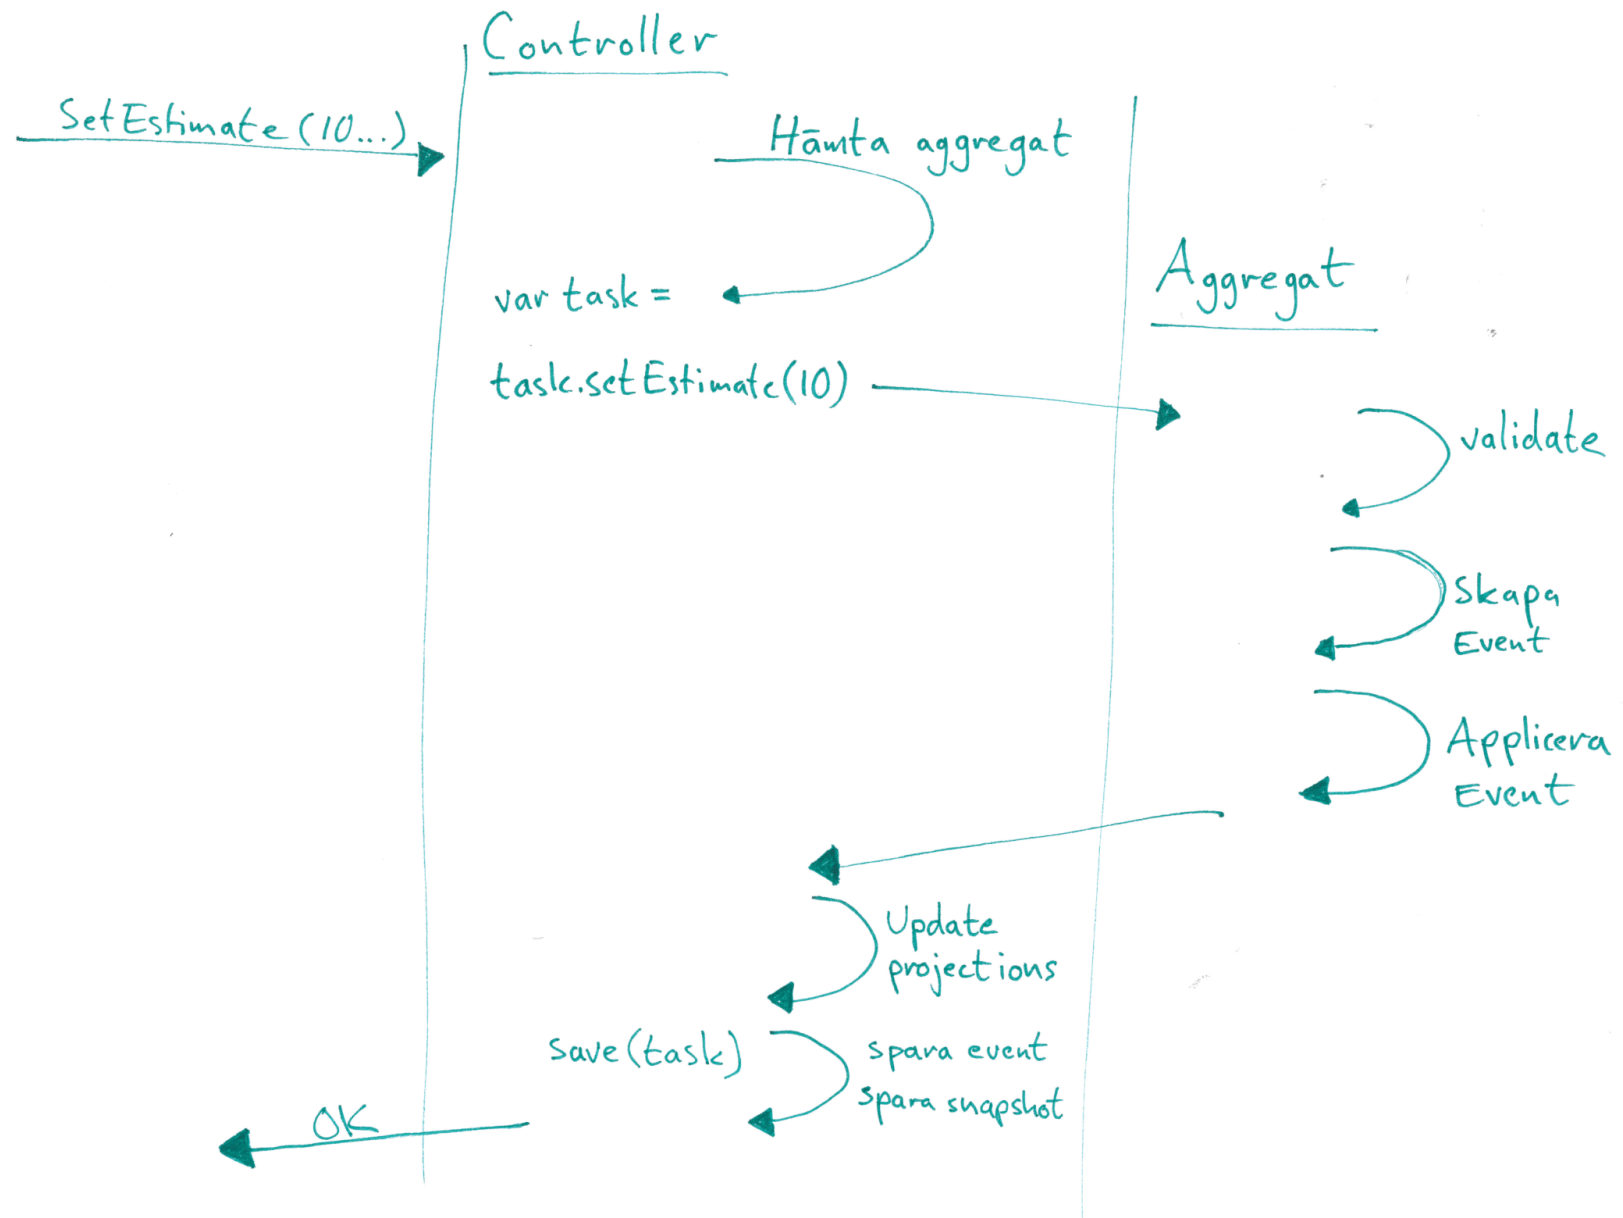 Controller
SetEstimate(10...)
Hämta aggregat
Aggregat
var task =
task.setEstimate(10)
validate
Skapa
Event
Applicera
Event
Update
projections
save(task)
spara event
spara snapshot
OK